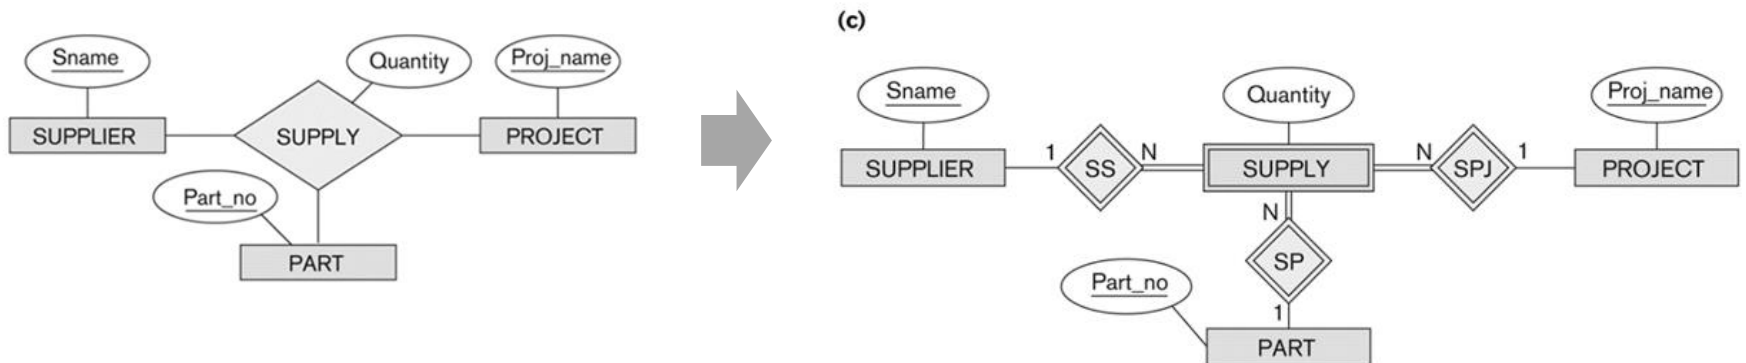 (c)
Sname
Quantity
Proj_name
SUPPLIER
SUPPLY
PROJECT
Part_no
PART
Sname
Quantity
Proj_name
SUPPLIER
1
SS
N
SUPPLY
N
SPJ
1
PROJECT
N
SP
Part_no
1
PART